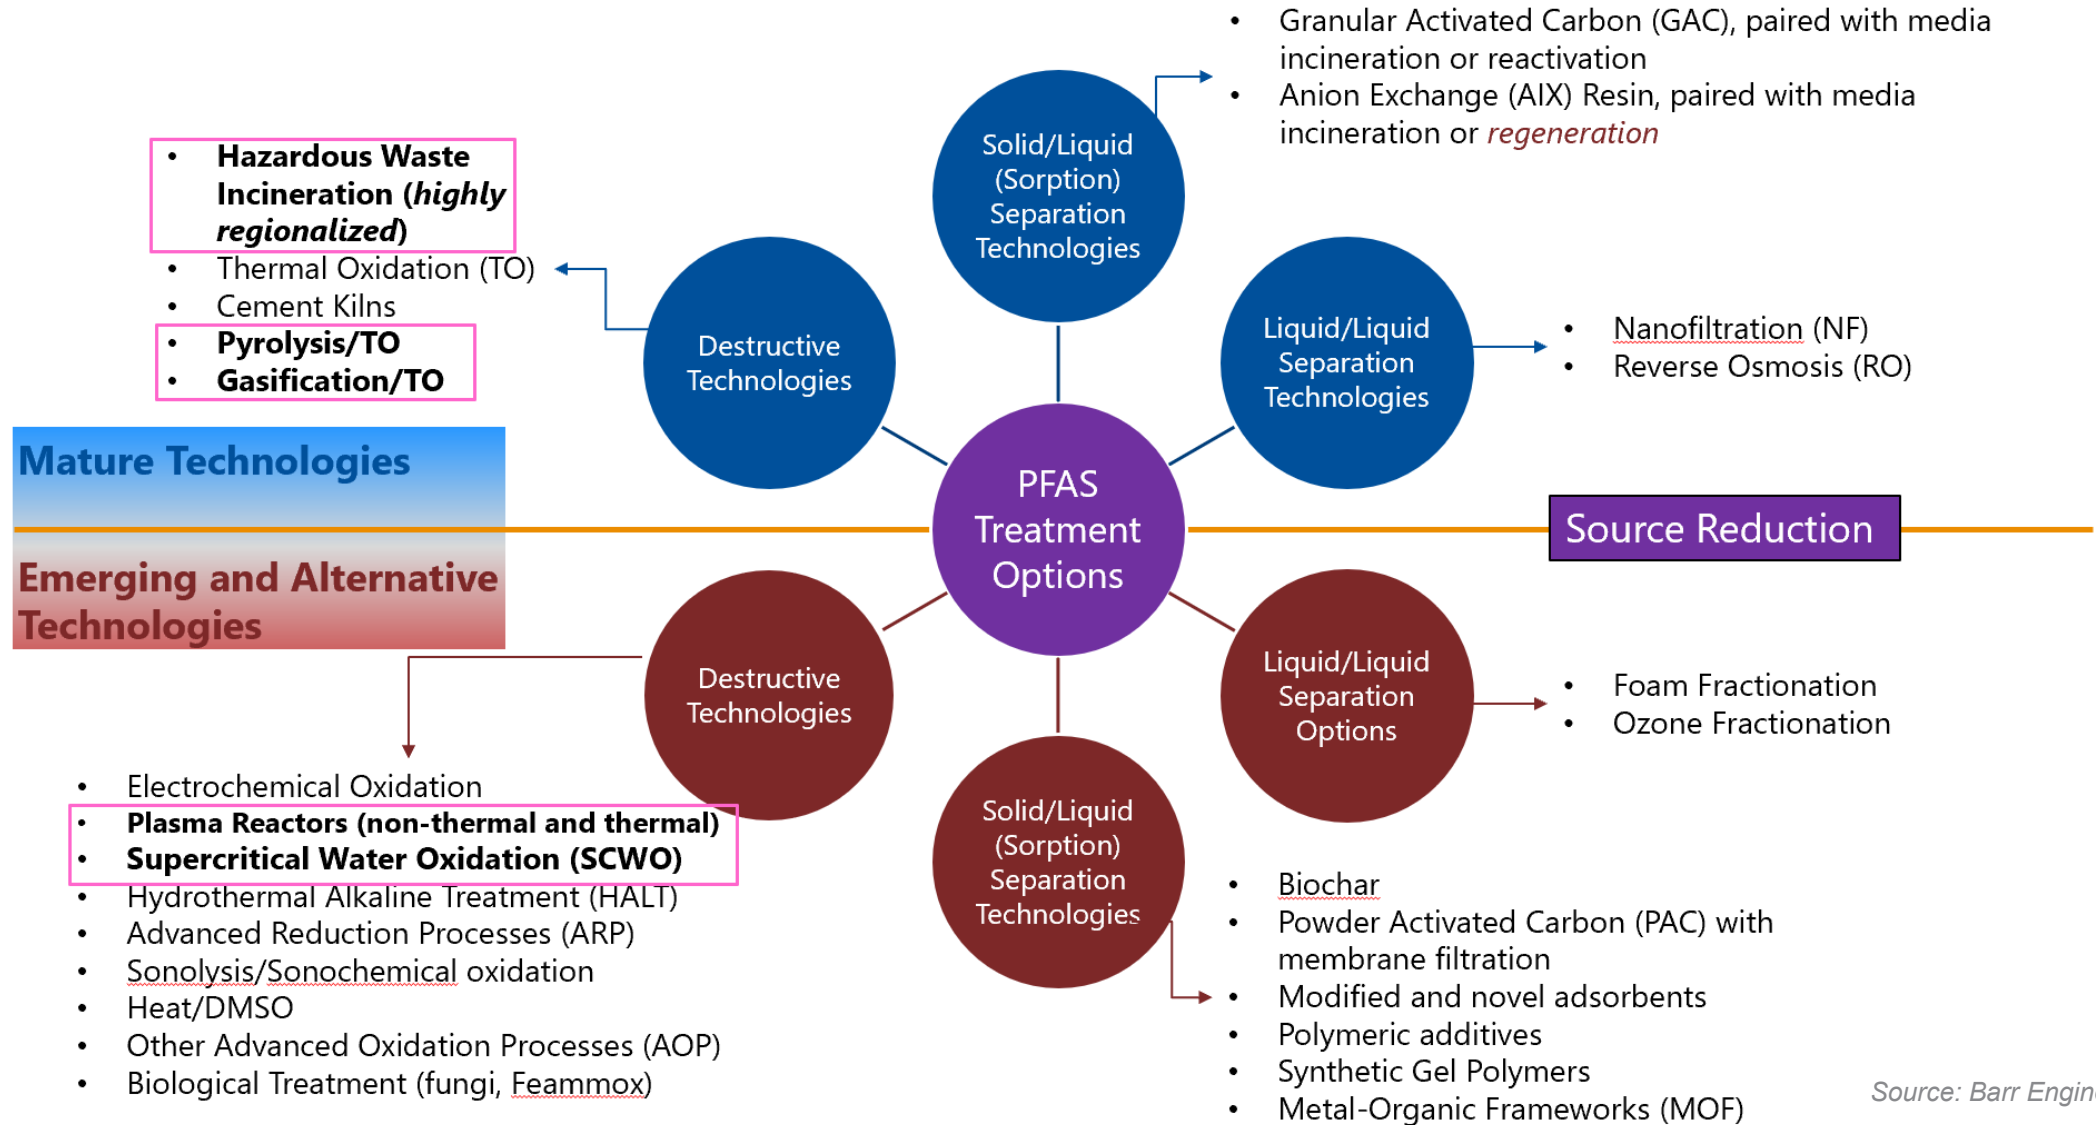 • Granular Activated Carbon (GAC), paired with media
incineration or reactivation
• Anion Exchange (AIX) Resin, paired with media
incineration or regeneration
Solid/Liquid
(Sorption)
Separation
Technologies
• Hazardous Waste
Incineration (highly
regionalized)
• Thermal Oxidation (TO)
• Cement Kilns
• Pyrolysis/TO
• Gasification/TO
Destructive
Technologies
Liquid/Liquid
Separation
Technologies
• Nanofiltration (NF)
• Reverse Osmosis (RO)
Mature Technologies
PFAS
Treatment
Options
Source Reduction
Emerging and Alternative
Technologies
Destructive
Technologies
Liquid/Liquid
Separation
Options
• Foam Fractionation
• Ozone Fractionation
• Electrochemical Oxidation
• Plasma Reactors (non-thermal and thermal)
• Supercritical Water Oxidation (SCWO)
• Hydrothermal Alkaline Treatment (HALT)
• Advanced Reduction Processes (ARP)
• Sonolysis/Sonochemical oxidation
• Heat/DMSO
• Other Advanced Oxidation Processes (AOP)
• Biological Treatment (fungi, Feammox)
Solid/Liquid
(Sorption)
Separation
Technologies
• Biochar
• Powder Activated Carbon (PAC) with
membrane filtration
• Modified and novel adsorbents
• Polymeric additives
• Synthetic Gel Polymers
• Metal-Organic Frameworks (MOF)
Source: Barr